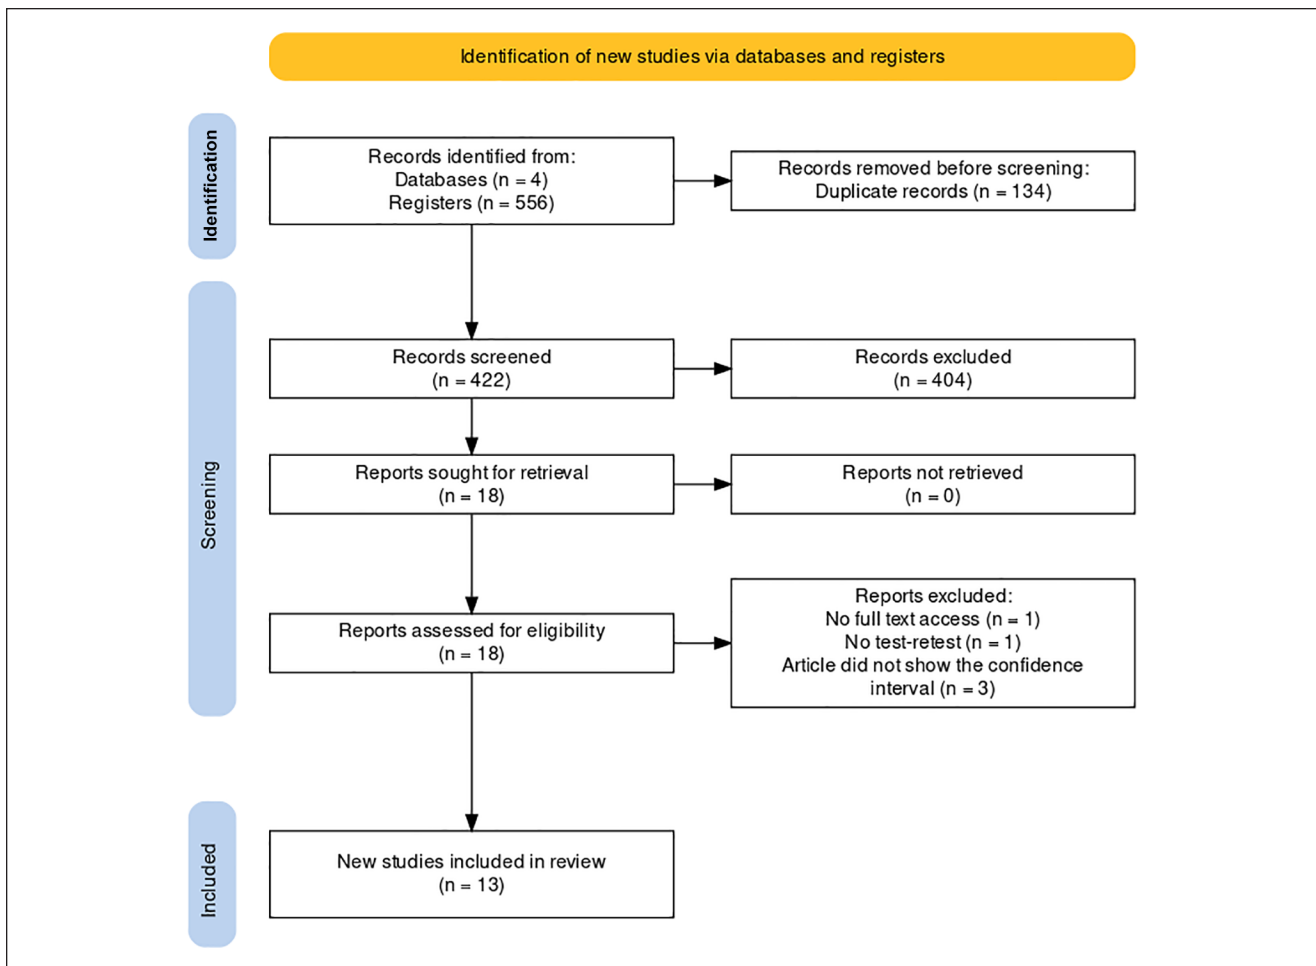 Identification of new studies via databases and registers
Identification
Records identified from:
Databases (n = 4)
Registers (n = 556)
Records removed before screening:
Duplicate records (n = 134)
Screening
Records screened
(n = 422)
Records excluded
(n = 404)
Reports sought for retrieval
(n = 18)
Reports not retrieved
(n = 0)
Reports assessed for eligibility
(n = 18)
Reports excluded:
No full text access (n = 1)
No test-retest (n = 1)
Article did not show the confidence
interval (n = 3)
Included
New studies included in review
(n = 13)